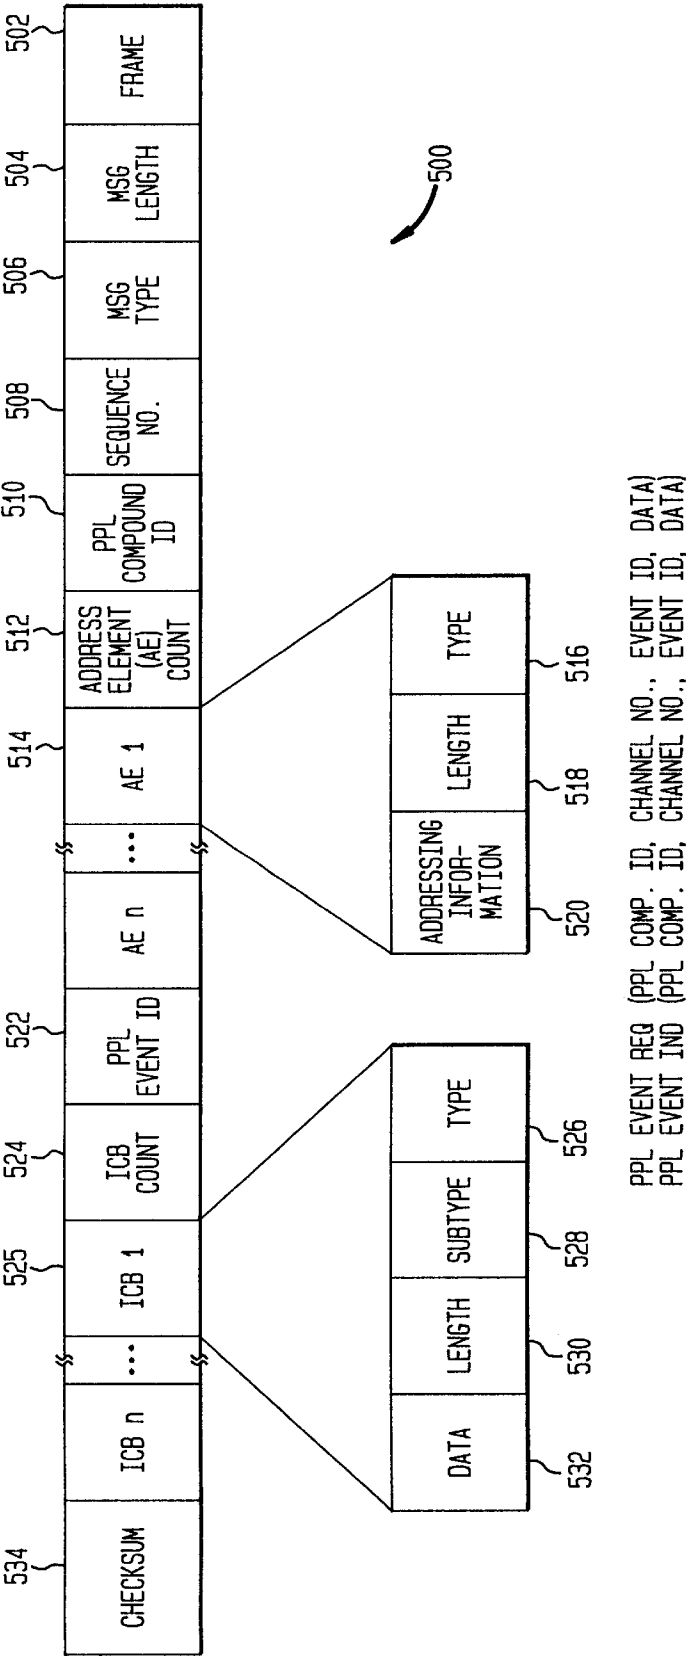 534
525
524
522
514
512
510
508
506
504
502
CHECKSUM
ICB n
...
ICB 1
ICB
COUNT
PPL
EVENT ID
AE n
...
AE 1
ADDRESS
ELEMENT
(AE)
COUNT
PPL
COMPOUND
ID
SEQUENCE
NO.
MSG
TYPE
MSG
LENGTH
FRAME
500
DATA
LENGTH
SUBTYPE
TYPE
532
530
528
526
ADDRESSING
INFOR-
MATION
LENGTH
TYPE
520
518
516
PPL EVENT REQ (PPL COMP. ID, CHANNEL NO., EVENT ID, DATA)
PPL EVENT IND (PPL COMP. ID, CHANNEL NO., EVENT ID, DATA)